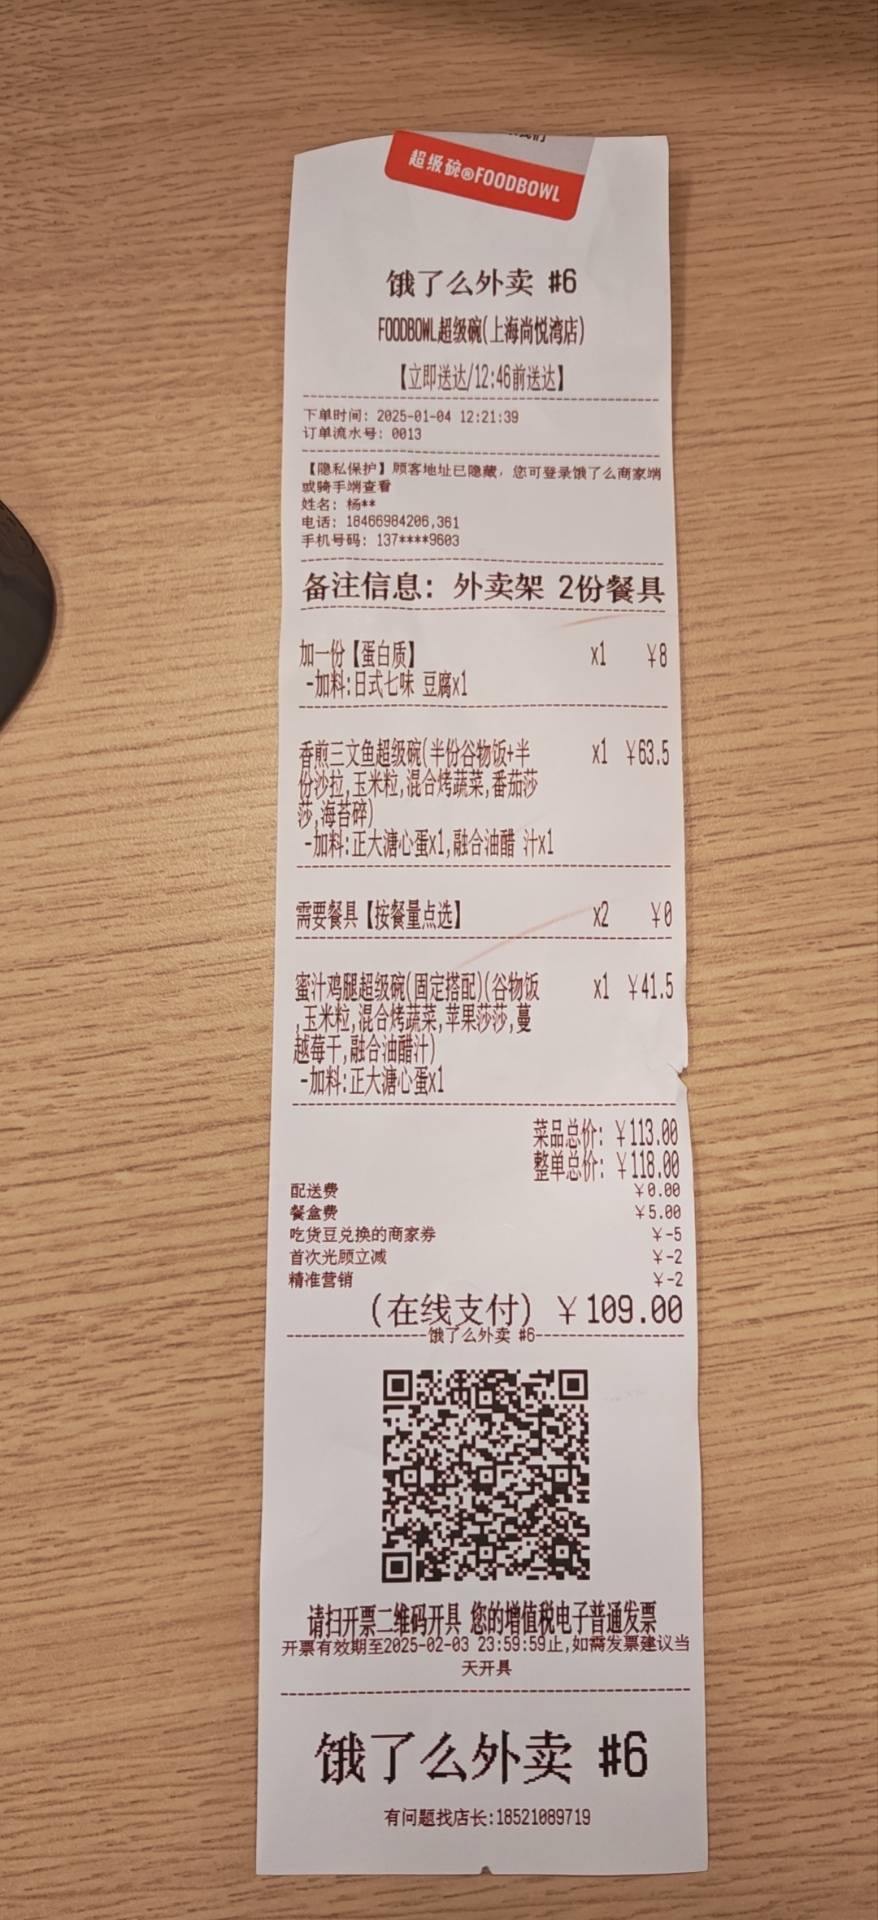 超级碗®FOODBOWL
饿了么外卖 #6
FOODBOWL超级碗(上海尚悦湾店)
【立即送达/12:46前送达】
下单时间: 2025-01-04 12:21:39
订单流水号: 0013
【隐私保护】顾客地址已隐藏, 您可登录饿了么商家端
或骑手端查看
姓名: 杨**
电话: 18466984206,361
手机号码: 137****9603
备注信息: 外卖架 2份餐具
加一份【蛋白质】 x1 ¥8
-加料:日式七味 豆腐x1
香煎三文鱼超级碗(半份谷物饭+半 x1 ¥63.5
份沙拉,玉米粒,混合烤蔬菜,番茄莎
莎,海苔碎)
-加料:正大溏心蛋x1,融合油醋 汁x1
需要餐具【按餐量点选】 x2 ¥0
蜜汁鸡腿超级碗(固定搭配)(谷物饭 x1 ¥41.5
,玉米粒,混合烤蔬菜,苹果莎莎,蔓
越莓干,融合油醋汁)
-加料:正大溏心蛋x1
菜品总价: ¥113.00
整单总价: ¥118.00
配送费 ¥0.00
餐盒费 ¥5.00
吃货豆兑换的商家券 ¥-5
首次光顾立减 ¥-2
精准营销 ¥-2
(在线支付) ¥109.00
饿了么外卖 #6
请扫开票二维码开具 您的增值税电子普通发票
开票有效期至2025-02-03 23:59:59止,如需发票建议当
天开具
饿了么外卖 #6
有问题找店长:18521089719